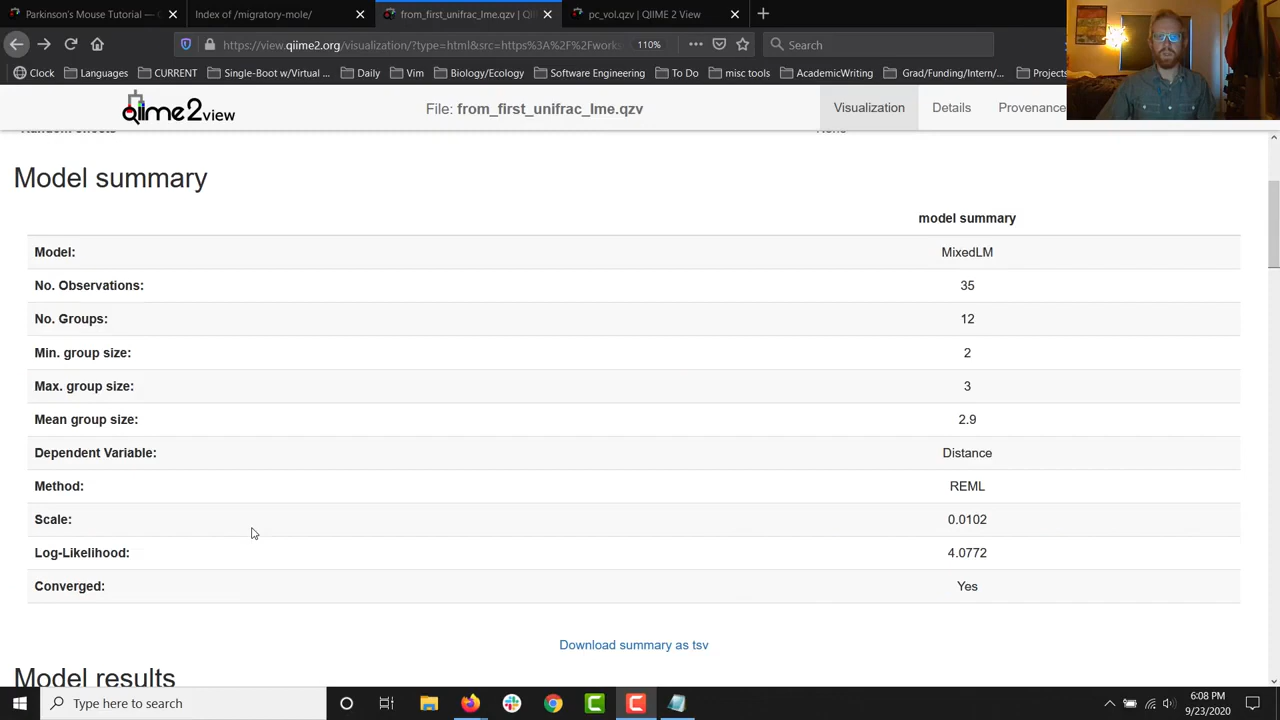 Parkinson's Mouse Tutorial —
Index of /migratory-mole/
from_first_unifrac_lme.qzv | QII
pc_vol.qzv | QIIME 2 View
https://view.qiime2.org/visualization/?type=html&src=https%3A%2F%2Fworks
110%
Search
Clock
Languages
CURRENT
Single-Boot w/Virtual ...
Daily
Vim
Biology/Ecology
Software Engineering
To Do
misc tools
AcademicWriting
Grad/Funding/Intern/...
Projects
qiime2view
File: from_first_unifrac_lme.qzv
Visualization
Details
Provenance
Model summary
model summary
Model: MixedLM
No. Observations: 35
No. Groups: 12
Min. group size: 2
Max. group size: 3
Mean group size: 2.9
Dependent Variable: Distance
Method: REML
Scale: 0.0102
Log-Likelihood: 4.0772
Converged: Yes
Download summary as tsv
Model results
Type here to search
6:08 PM
9/23/2020